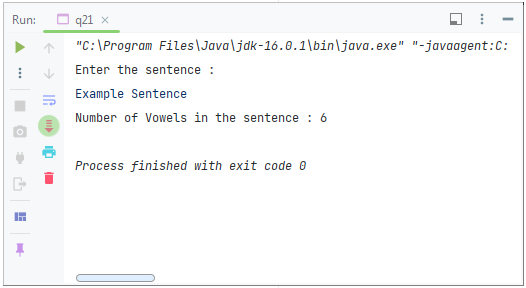 Run: q21
"C:\Program Files\Java\jdk-16.0.1\bin\java.exe" "-javaagent:C:
Enter the sentence :
Example Sentence
Number of Vowels in the sentence : 6
Process finished with exit code 0